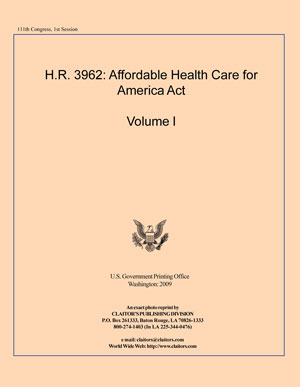 111th Congress, 1st Session
H.R. 3962: Affordable Health Care for
America Act
Volume I
U.S. Government Printing Office
Washington: 2009
An exact photo reprint by
CLAITOR'S PUBLISHING DIVISION
P.O. Box 261333, Baton Rouge, LA 70826-1333
800-274-1403 (In LA 225-344-0476)
e-mail: claitors@claitors.com
World Wide Web: http://www.claitors.com